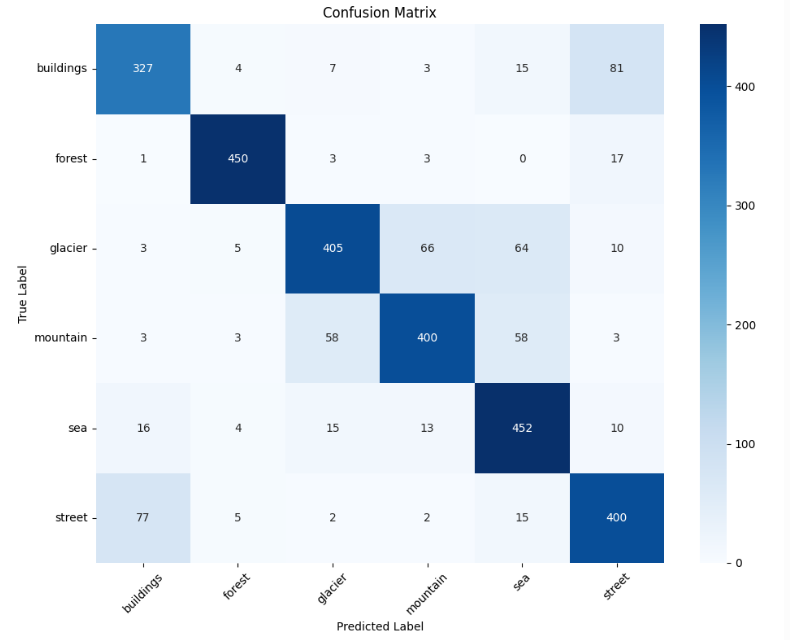 Confusion Matrix
buildings 327 4 7 3 15 81
forest 1 450 3 3 0 17
glacier 3 5 405 66 64 10
mountain 3 3 58 400 58 3
sea 16 4 15 13 452 10
street 77 5 2 2 15 400
True Label
buildings forest glacier mountain sea street
Predicted Label
400
300
200
100
0